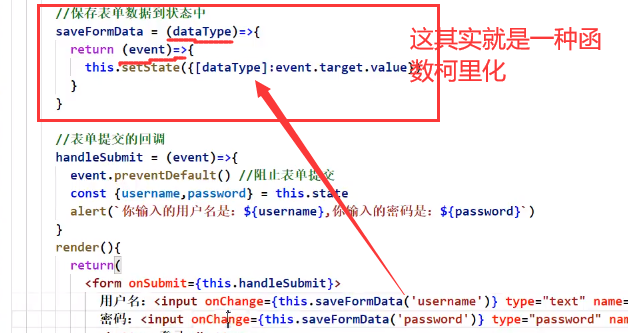 //保存表单数据到状态中
saveFormData = (dataType)=>{
return (event)=>{
this.setState({[dataType]:event.target.value})
}
}
这其实就是一种函
数柯里化
//表单提交的回调
handleSubmit = (event)=>{
event.preventDefault() //阻止表单提交
const {username,password} = this.state
alert(`你输入的用户名是：${username},你输入的密码是：${password}`)
}
render(){
return(
<form onSubmit={this.handleSubmit}>
用户名：<input onChange={this.saveFormData('username')} type="text" name=
密码：<input onChange={this.saveFormData('password')} type="password" nam